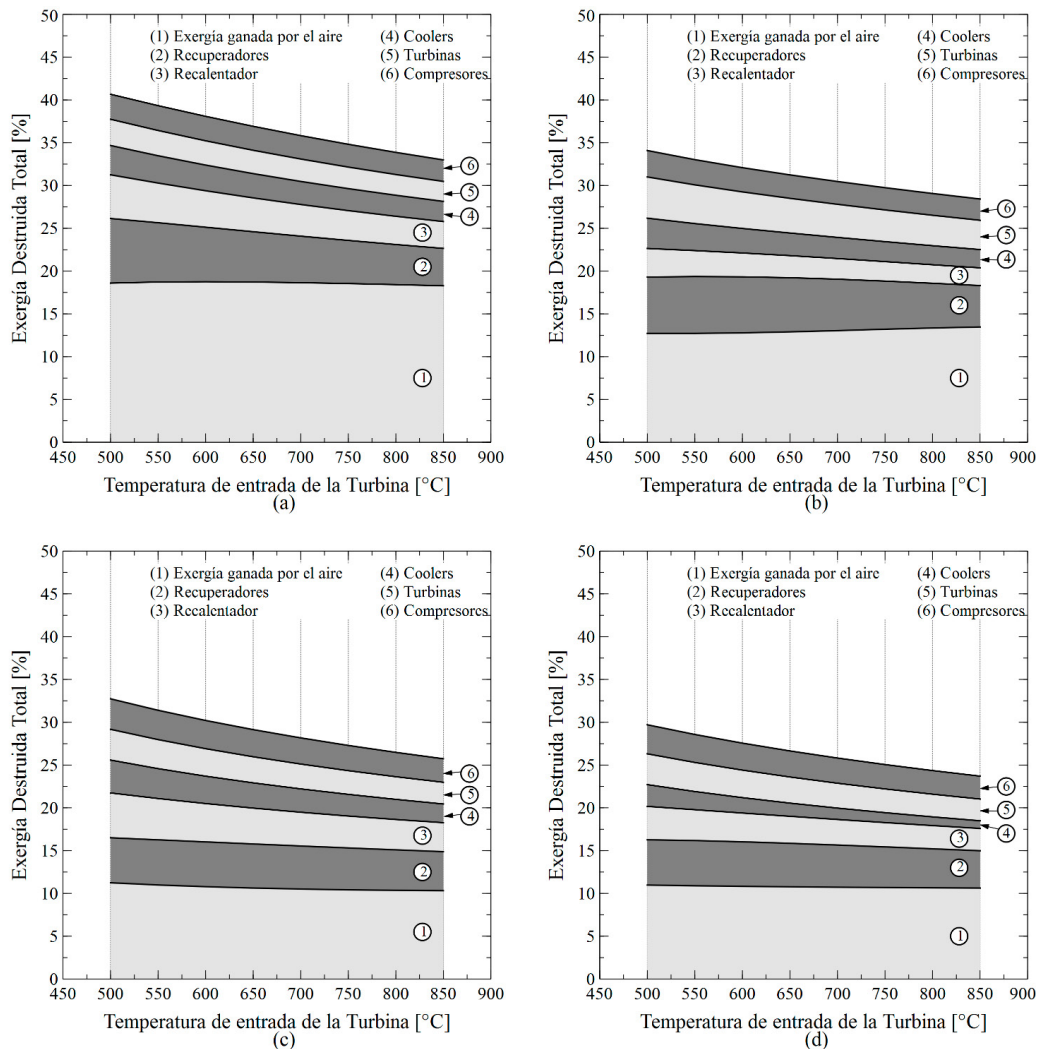 (1) Exergía ganada por el aire (4) Coolers
(2) Recuperadores (5) Turbinas
(3) Recalentador (6) Compresores
Exergía Destruida Total [%]
50
45
40
35
30
25
20
15
10
5
0
6
5
4
3
2
1
450 500 550 600 650 700 750 800 850 900
Temperatura de entrada de la Turbina [°C]
(a)
(1) Exergía ganada por el aire (4) Coolers
(2) Recuperadores (5) Turbinas
(3) Recalentador (6) Compresores
Exergía Destruida Total [%]
50
45
40
35
30
25
20
15
10
5
0
6
5
4
3
2
1
450 500 550 600 650 700 750 800 850 900
Temperatura de entrada de la Turbina [°C]
(b)
(1) Exergía ganada por el aire (4) Coolers
(2) Recuperadores (5) Turbinas
(3) Recalentador (6) Compresores
Exergía Destruida Total [%]
50
45
40
35
30
25
20
15
10
5
0
6
5
4
3
2
1
450 500 550 600 650 700 750 800 850 900
Temperatura de entrada de la Turbina [°C]
(c)
(1) Exergía ganada por el aire (4) Coolers
(2) Recuperadores (5) Turbinas
(3) Recalentador (6) Compresores
Exergía Destruida Total [%]
50
45
40
35
30
25
20
15
10
5
0
6
5
4
3
2
1
450 500 550 600 650 700 750 800 850 900
Temperatura de entrada de la Turbina [°C]
(d)